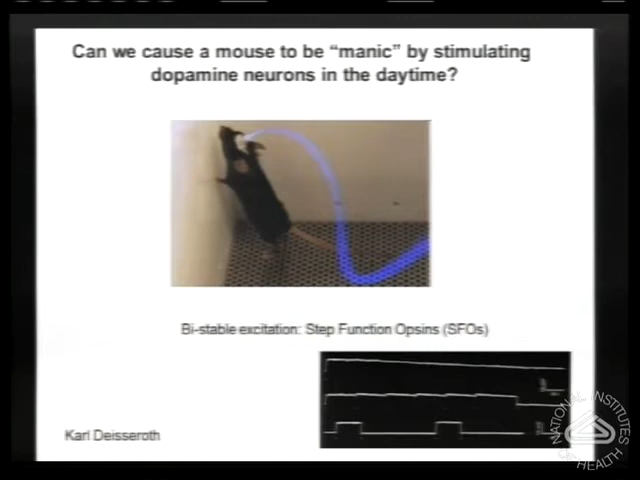 Can we cause a mouse to be “manic” by stimulating
dopamine neurons in the daytime?
Bi-stable excitation: Step Function Opsins (SFOs)
Karl Deisseroth
NATIONAL INSTITUTES
OF HEALTH